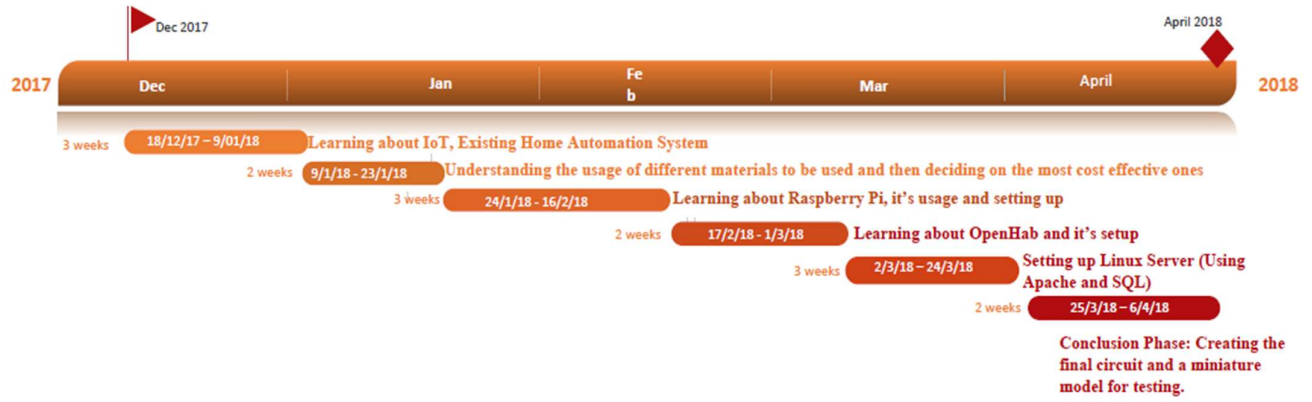 Dec 2017
April 2018
2017
Dec
Jan
Fe
b
Mar
April
2018
3 weeks
18/12/17 – 9/01/18
Learning about IoT, Existing Home Automation System
2 weeks
9/1/18 - 23/1/18
Understanding the usage of different materials to be used and then deciding on the most cost effective ones
3 weeks
24/1/18 - 16/2/18
Learning about Raspberry Pi, it's usage and setting up
2 weeks
17/2/18 - 1/3/18
Learning about OpenHab and it's setup
3 weeks
2/3/18 – 24/3/18
Setting up Linux Server (Using
Apache and SQL)
2 weeks
25/3/18 – 6/4/18
Conclusion Phase: Creating the
final circuit and a miniature
model for testing.